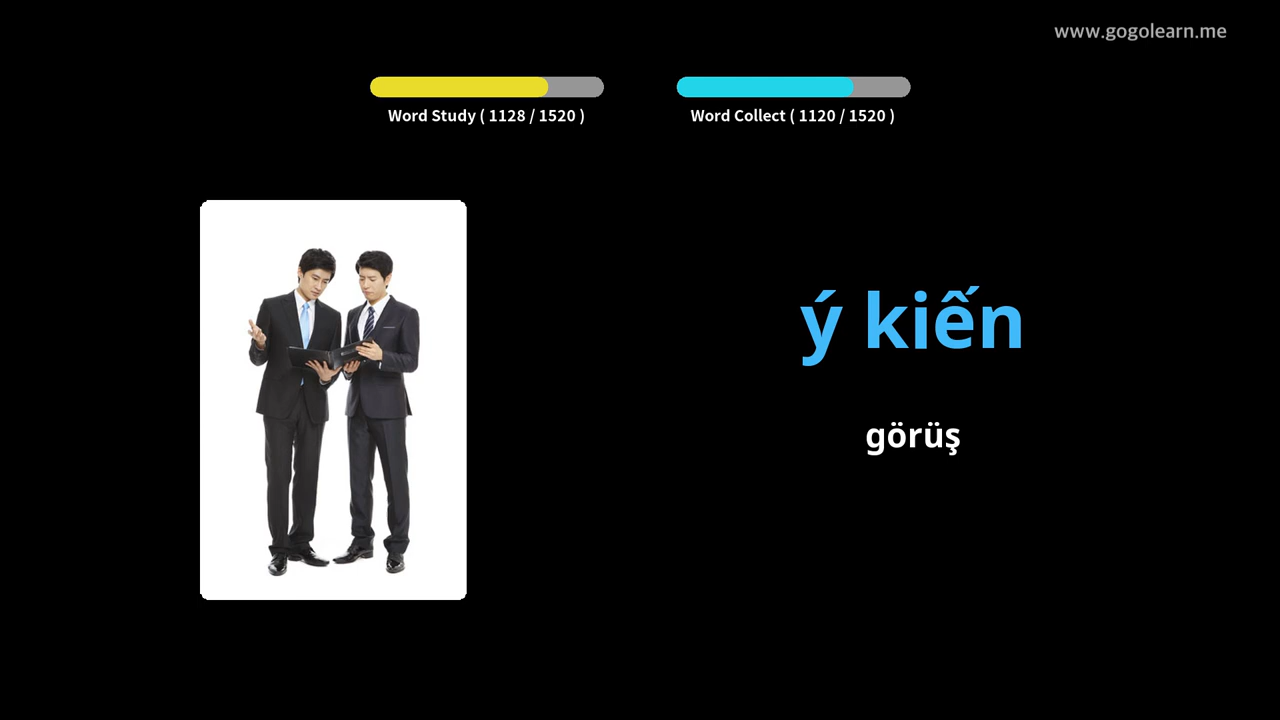 www.gogolearn.me
Word Study ( 1128 / 1520 )
Word Collect ( 1120 / 1520 )
ý kiến
görüş